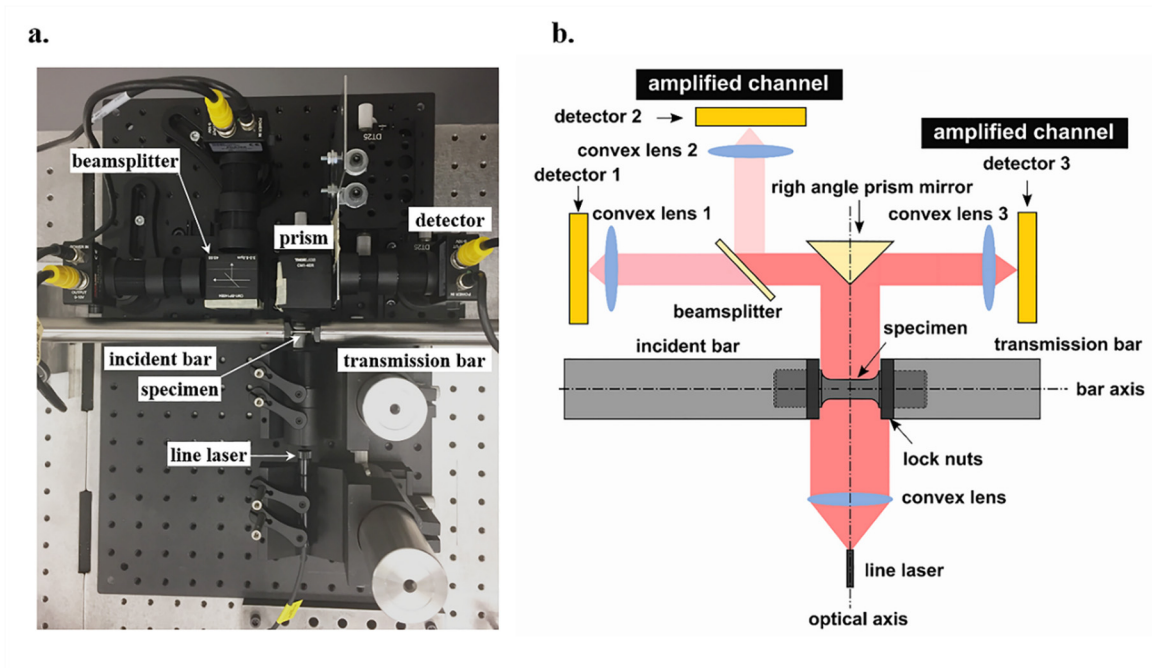 a.
beamsplitter
prism
detector
DT25
DT25
incident bar
transmission bar
specimen
line laser
b.
amplified channel
detector 2
convex lens 2
amplified channel
detector 3
detector 1
convex lens 1
righ angle prism mirror
convex lens 3
beamsplitter
incident bar
specimen
transmission bar
bar axis
lock nuts
convex lens
line laser
optical axis